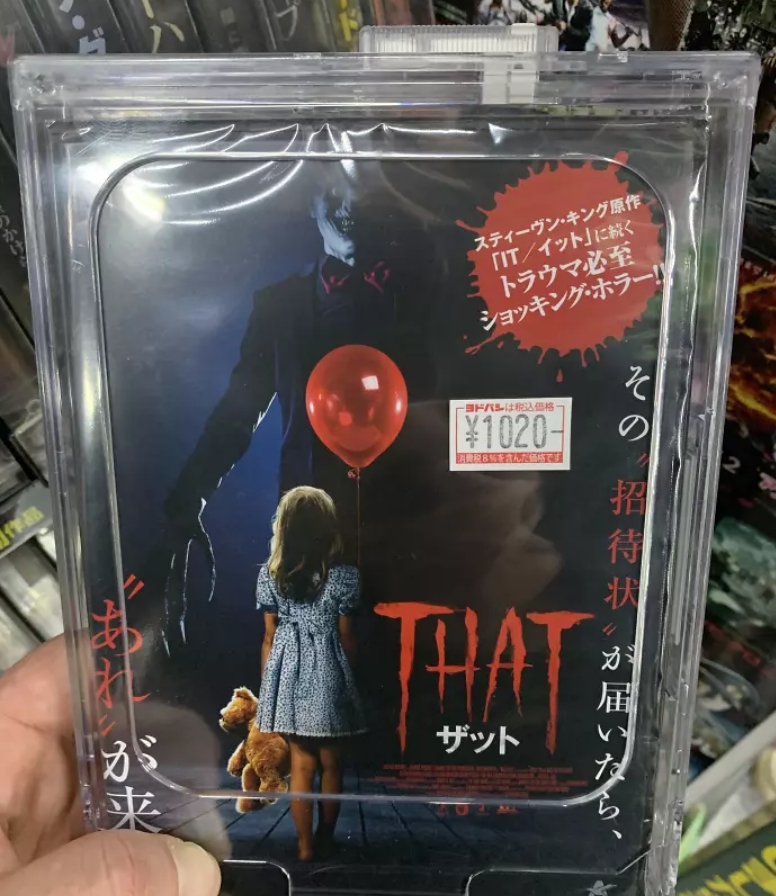 スティーヴン・キング原作
「IT/イット」に続く
トラウマ必至
ショッキング・ホラー!!
その〝招待状〟が届いたら、
〝あれ〟が来
ヨドバシは税込価格
¥1020-
消費税8%を含んだ価格です
THAT
ザット